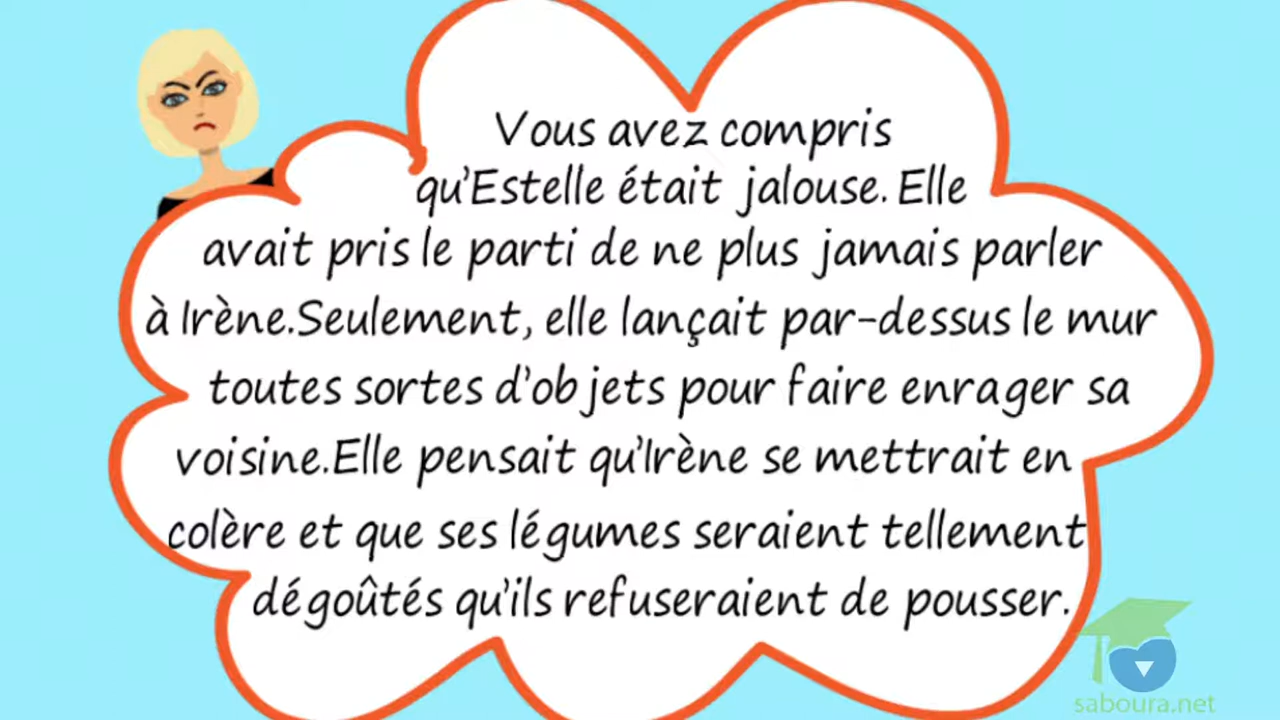 Vous avez compris
qu'Estelle était jalouse. Elle
avait pris le parti de ne plus jamais parler
à Irène.Seulement, elle lançait par-dessus le mur
toutes sortes d'objets pour faire enrager sa
voisine.Elle pensait qu'Irène se mettrait en
colère et que ses légumes seraient tellement
dégoûtés qu'ils refuseraient de pousser.
saboura.net